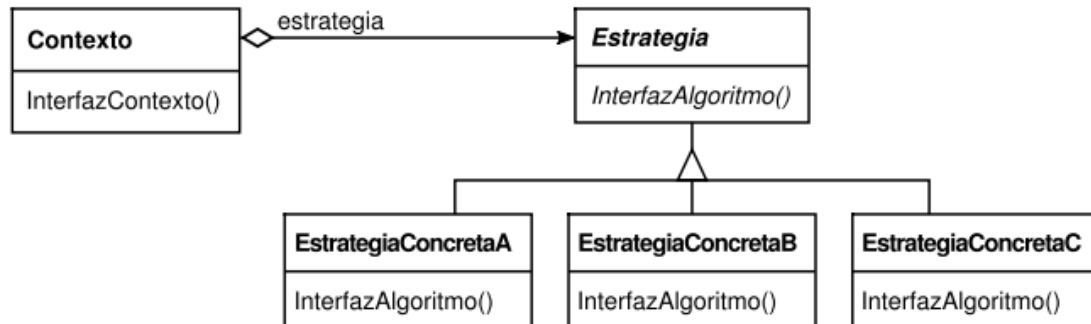 estrategia
Contexto
InterfazContexto()
Estrategia
InterfazAlgoritmo()
EstrategiaConcretaA
InterfazAlgoritmo()
EstrategiaConcretaB
InterfazAlgoritmo()
EstrategiaConcretaC
InterfazAlgoritmo()